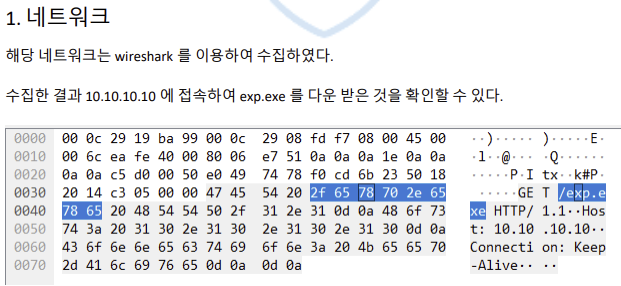 1. 네트워크
해당 네트워크는 wireshark 를 이용하여 수집하였다.
수집한 결과 10.10.10.10 에 접속하여 exp.exe 를 다운 받은 것을 확인할 수 있다.
0000 00 0c 29 19 ba 99 00 0c 29 08 fd f7 08 00 45 00 ··)····· )·····E·
0010 00 6c ea fe 40 00 80 06 e7 51 0a 0a 0a 1e 0a 0a ·l··@··· ·Q······
0020 0a 0a c5 d0 00 50 e0 49 74 78 f0 cd 6b 23 50 18 ·····P·I tx··k#P·
0030 20 14 c3 05 00 00 47 45 54 20 2f 65 78 70 2e 65 ·····GE T /exp.e
0040 78 65 20 48 54 54 50 2f 31 2e 31 0d 0a 48 6f 73 xe HTTP/ 1.1··Hos
0050 74 3a 20 31 30 2e 31 30 2e 31 30 2e 31 30 0d 0a t: 10.10 .10.10··
0060 43 6f 6e 6e 65 63 74 69 6f 6e 3a 20 4b 65 65 70 Connecti on: Keep
0070 2d 41 6c 69 76 65 0d 0a 0d 0a -Alive·· ··